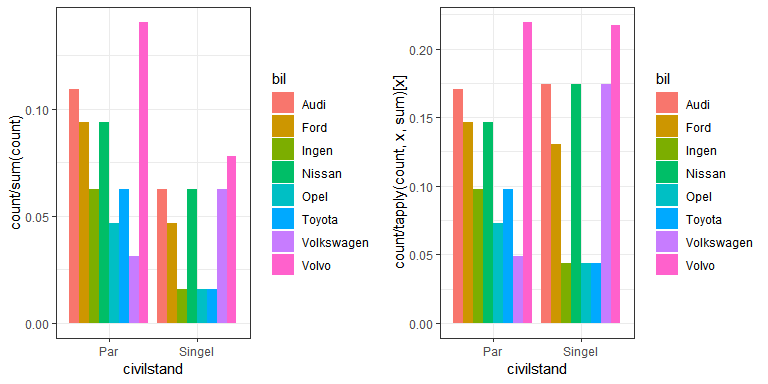 count/sum(count)
0.10
0.05
0.00
Par
Singel
civilstand
bil
Audi
Ford
Ingen
Nissan
Opel
Toyota
Volkswagen
Volvo
count/tapply(count, x, sum)[x]
0.20
0.15
0.10
0.05
0.00
Par
Singel
civilstand
bil
Audi
Ford
Ingen
Nissan
Opel
Toyota
Volkswagen
Volvo